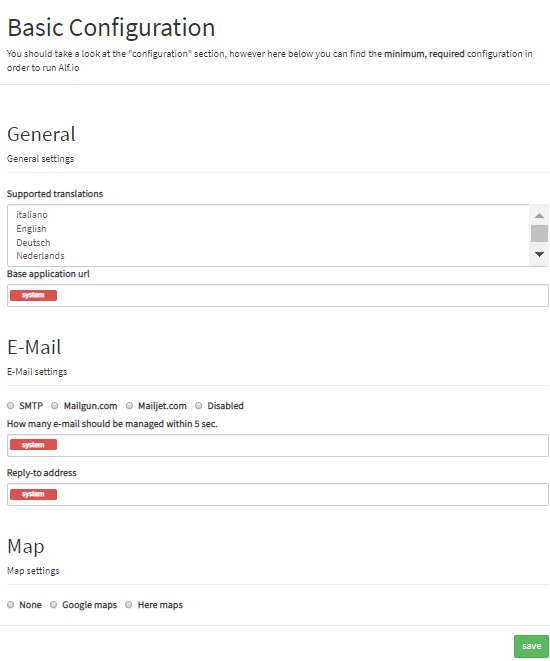 Basic Configuration
You should take a look at the "configuration" section, however here below you can find the minimum, required configuration in
order to run Alf.io
General
General settings
Supported translations
italiano
English
Deutsch
Nederlands
Base application url
system
E-Mail
E-Mail settings
SMTP Mailgun.com Mailjet.com Disabled
How many e-mail should be managed within 5 sec.
system
Reply-to address
system
Map
Map settings
None Google maps Here maps
save